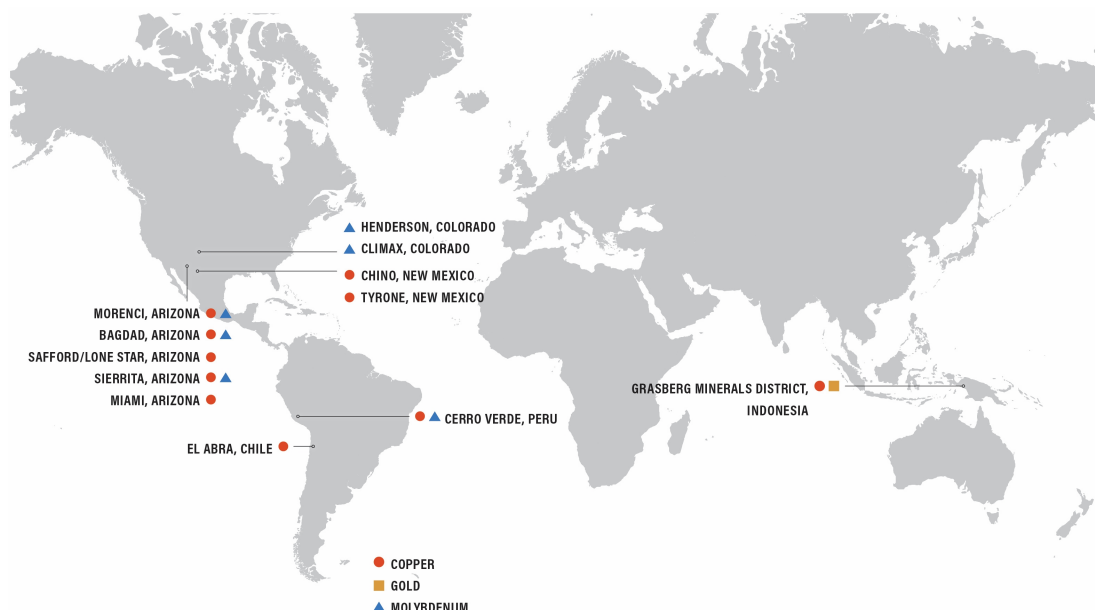 HENDERSON, COLORADO
CLIMAX, COLORADO
CHINO, NEW MEXICO
TYRONE, NEW MEXICO
MORENCI, ARIZONA
BAGDAD, ARIZONA
SAFFORD/LONE STAR, ARIZONA
SIERRITA, ARIZONA
MIAMI, ARIZONA
CERRO VERDE, PERU
EL ABRA, CHILE
GRASBERG MINERALS DISTRICT,
INDONESIA
COPPER
GOLD
MOLYBDENUM